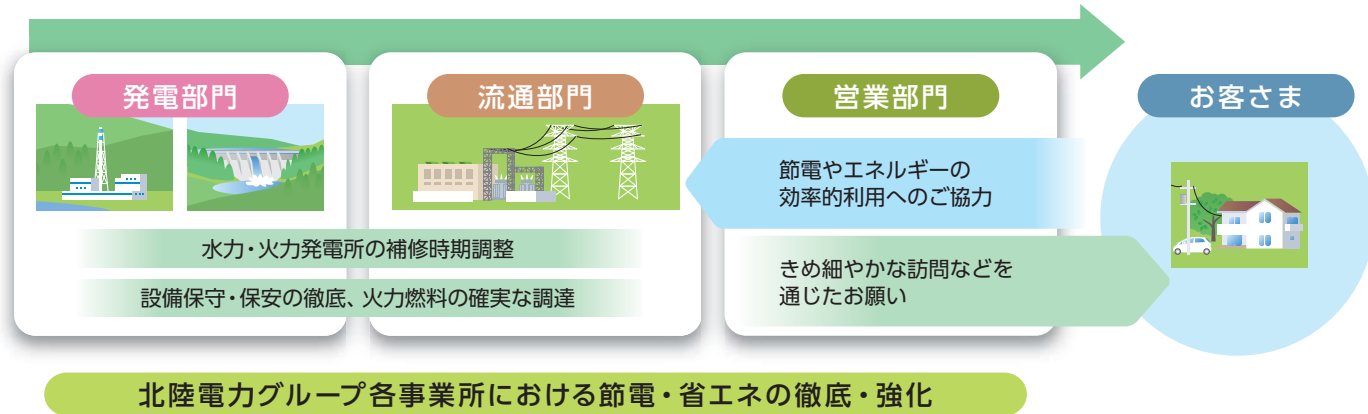 発電部門
流通部門
営業部門
お客さま
節電やエネルギーの
効率的利用へのご協力
水力・火力発電所の補修時期調整
設備保守・保安の徹底、火力燃料の確実な調達
きめ細やかな訪問などを
通じたお願い
北陸電力グループ各事業所における節電・省エネの徹底・強化